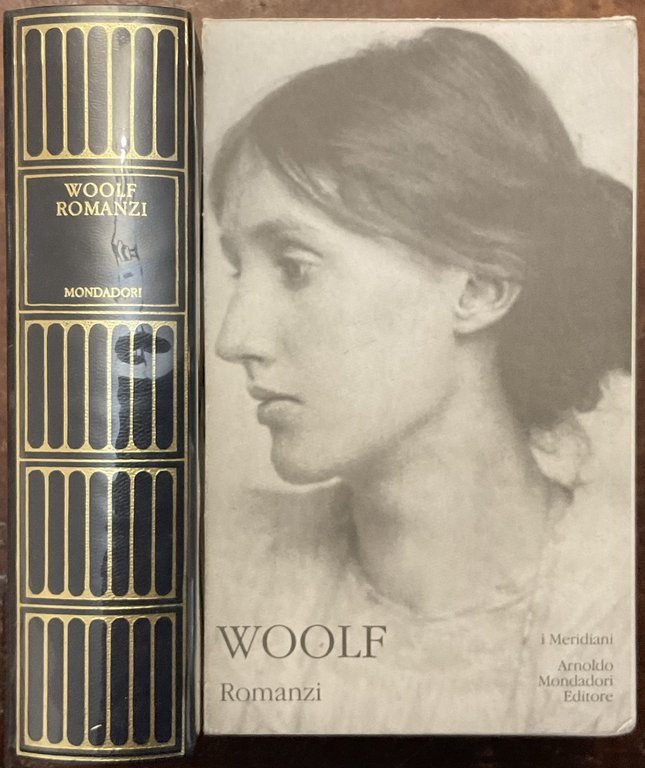 WOOLF
ROMANZI
MONDADORI
WOOLF
Romanzi
i Meridiani
Arnoldo
Mondadori
Editore